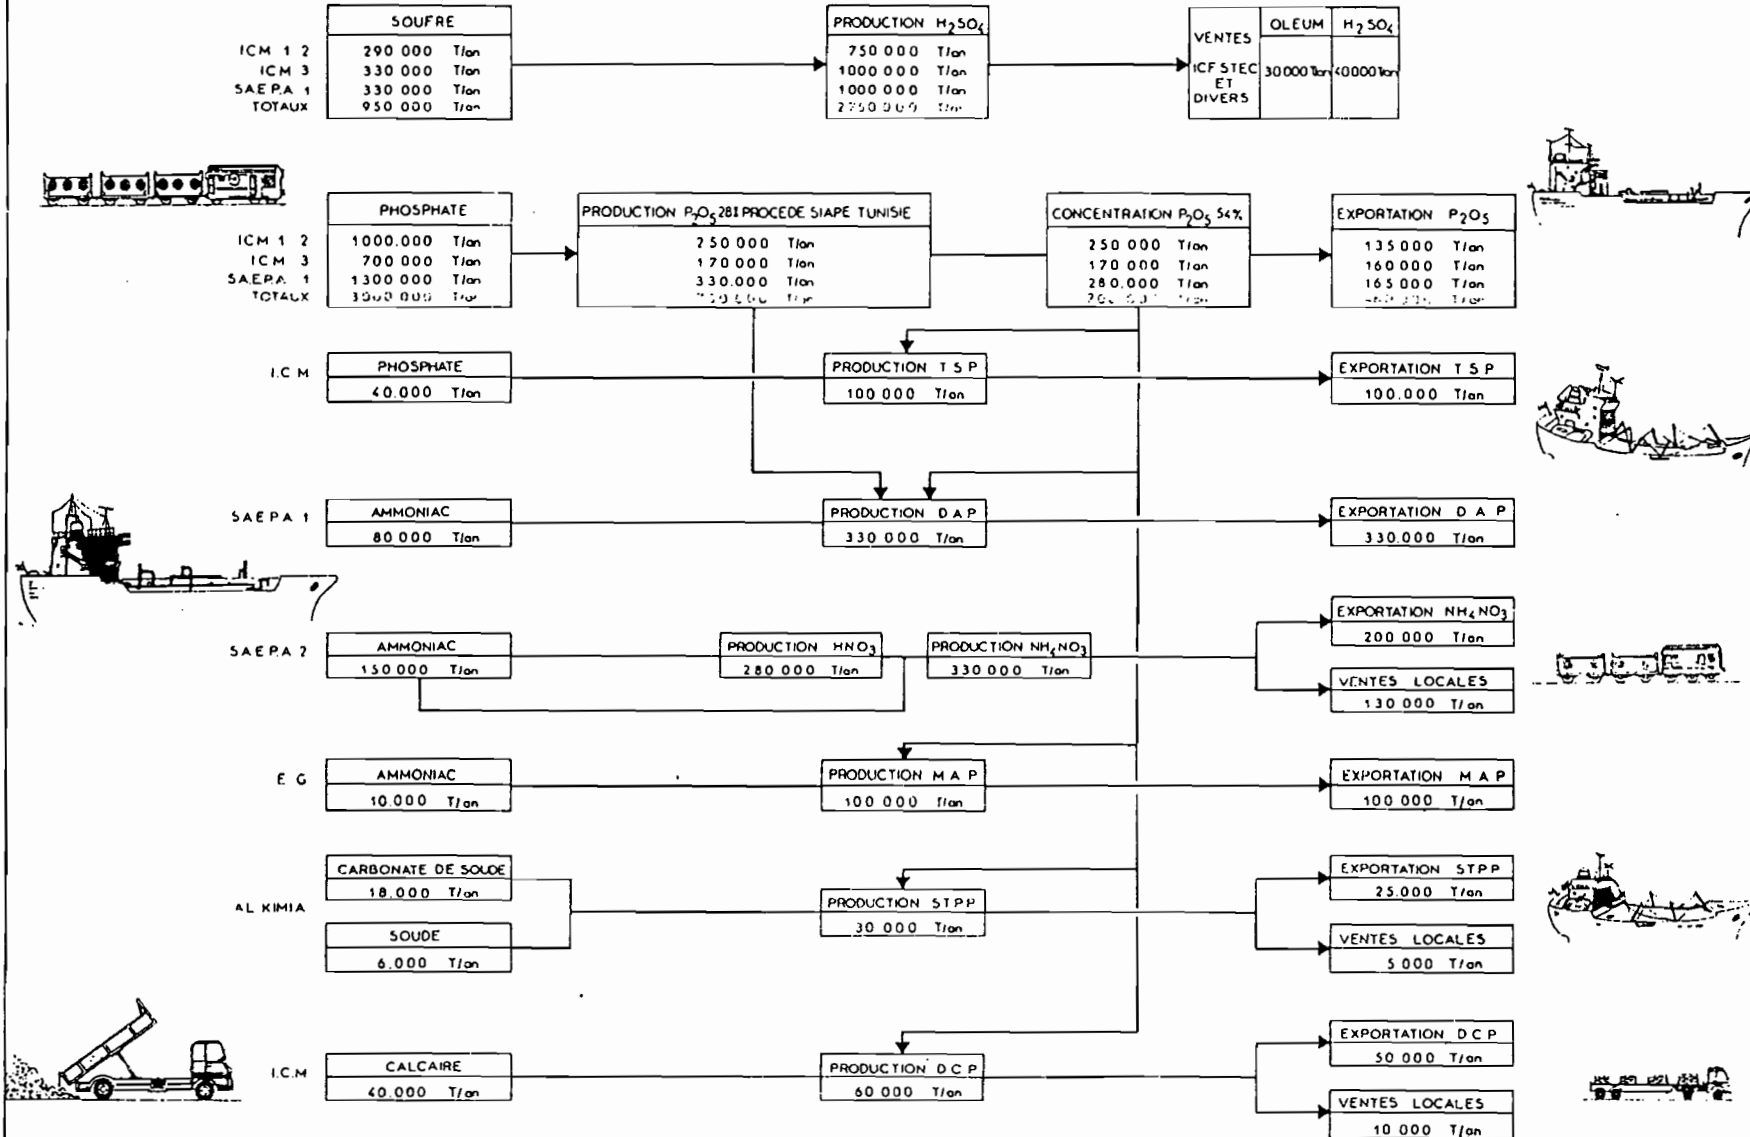 SOUFRE
ICM 1 2 290 000 T/an
ICM 3 330 000 T/an
SAEPA 1 330 000 T/an
TOTAUX 950 000 T/an
PRODUCTION H2SO4
750 000 T/an
1000 000 T/an
1000 000 T/an
T/an
VENTES
ICF STEC
ET
DIVERS
OLEUM
30000 T/an
H2SO4
40000 T/an
PHOSPHATE
ICM 1 2 1000.000 T/an
ICM 3 700 000 T/an
SAEPA 1 1300 000 T/an
TOTAUX 3000 000 T/an
PRODUCTION P2O5 28% PROCEDE SIAPE TUNISIE
250 000 T/an
170 000 T/an
330.000 T/an
T/an
CONCENTRATION P2O5 54%
250 000 T/an
170 000 T/an
280.000 T/an
T/an
EXPORTATION P2O5
135 000 T/an
160 000 T/an
165 000 T/an
T/an
I.C M
PHOSPHATE
40.000 T/an
PRODUCTION T S P
100 000 T/an
EXPORTATION T S P
100.000 T/an
SAEPA 1
AMMONIAC
80 000 T/an
PRODUCTION D A P
330 000 T/an
EXPORTATION D A P
330.000 T/an
SAEPA 2
AMMONIAC
150 000 T/an
PRODUCTION HNO3
280 000 T/an
PRODUCTION NH4NO3
330 000 T/an
EXPORTATION NH4NO3
200 000 T/an
VENTES LOCALES
130 000 T/an
E G
AMMONIAC
10.000 T/an
PRODUCTION M A P
100 000 T/an
EXPORTATION M A P
100 000 T/an
AL KIMIA
CARBONATE DE SOUDE
18.000 T/an
SOUDE
6.000 T/an
PRODUCTION STPP
30 000 T/an
EXPORTATION STPP
25.000 T/an
VENTES LOCALES
5 000 T/an
I.C.M
CALCAIRE
40.000 T/an
PRODUCTION D C P
60 000 T/an
EXPORTATION D C P
50 000 T/an
VENTES LOCALES
10 000 T/an